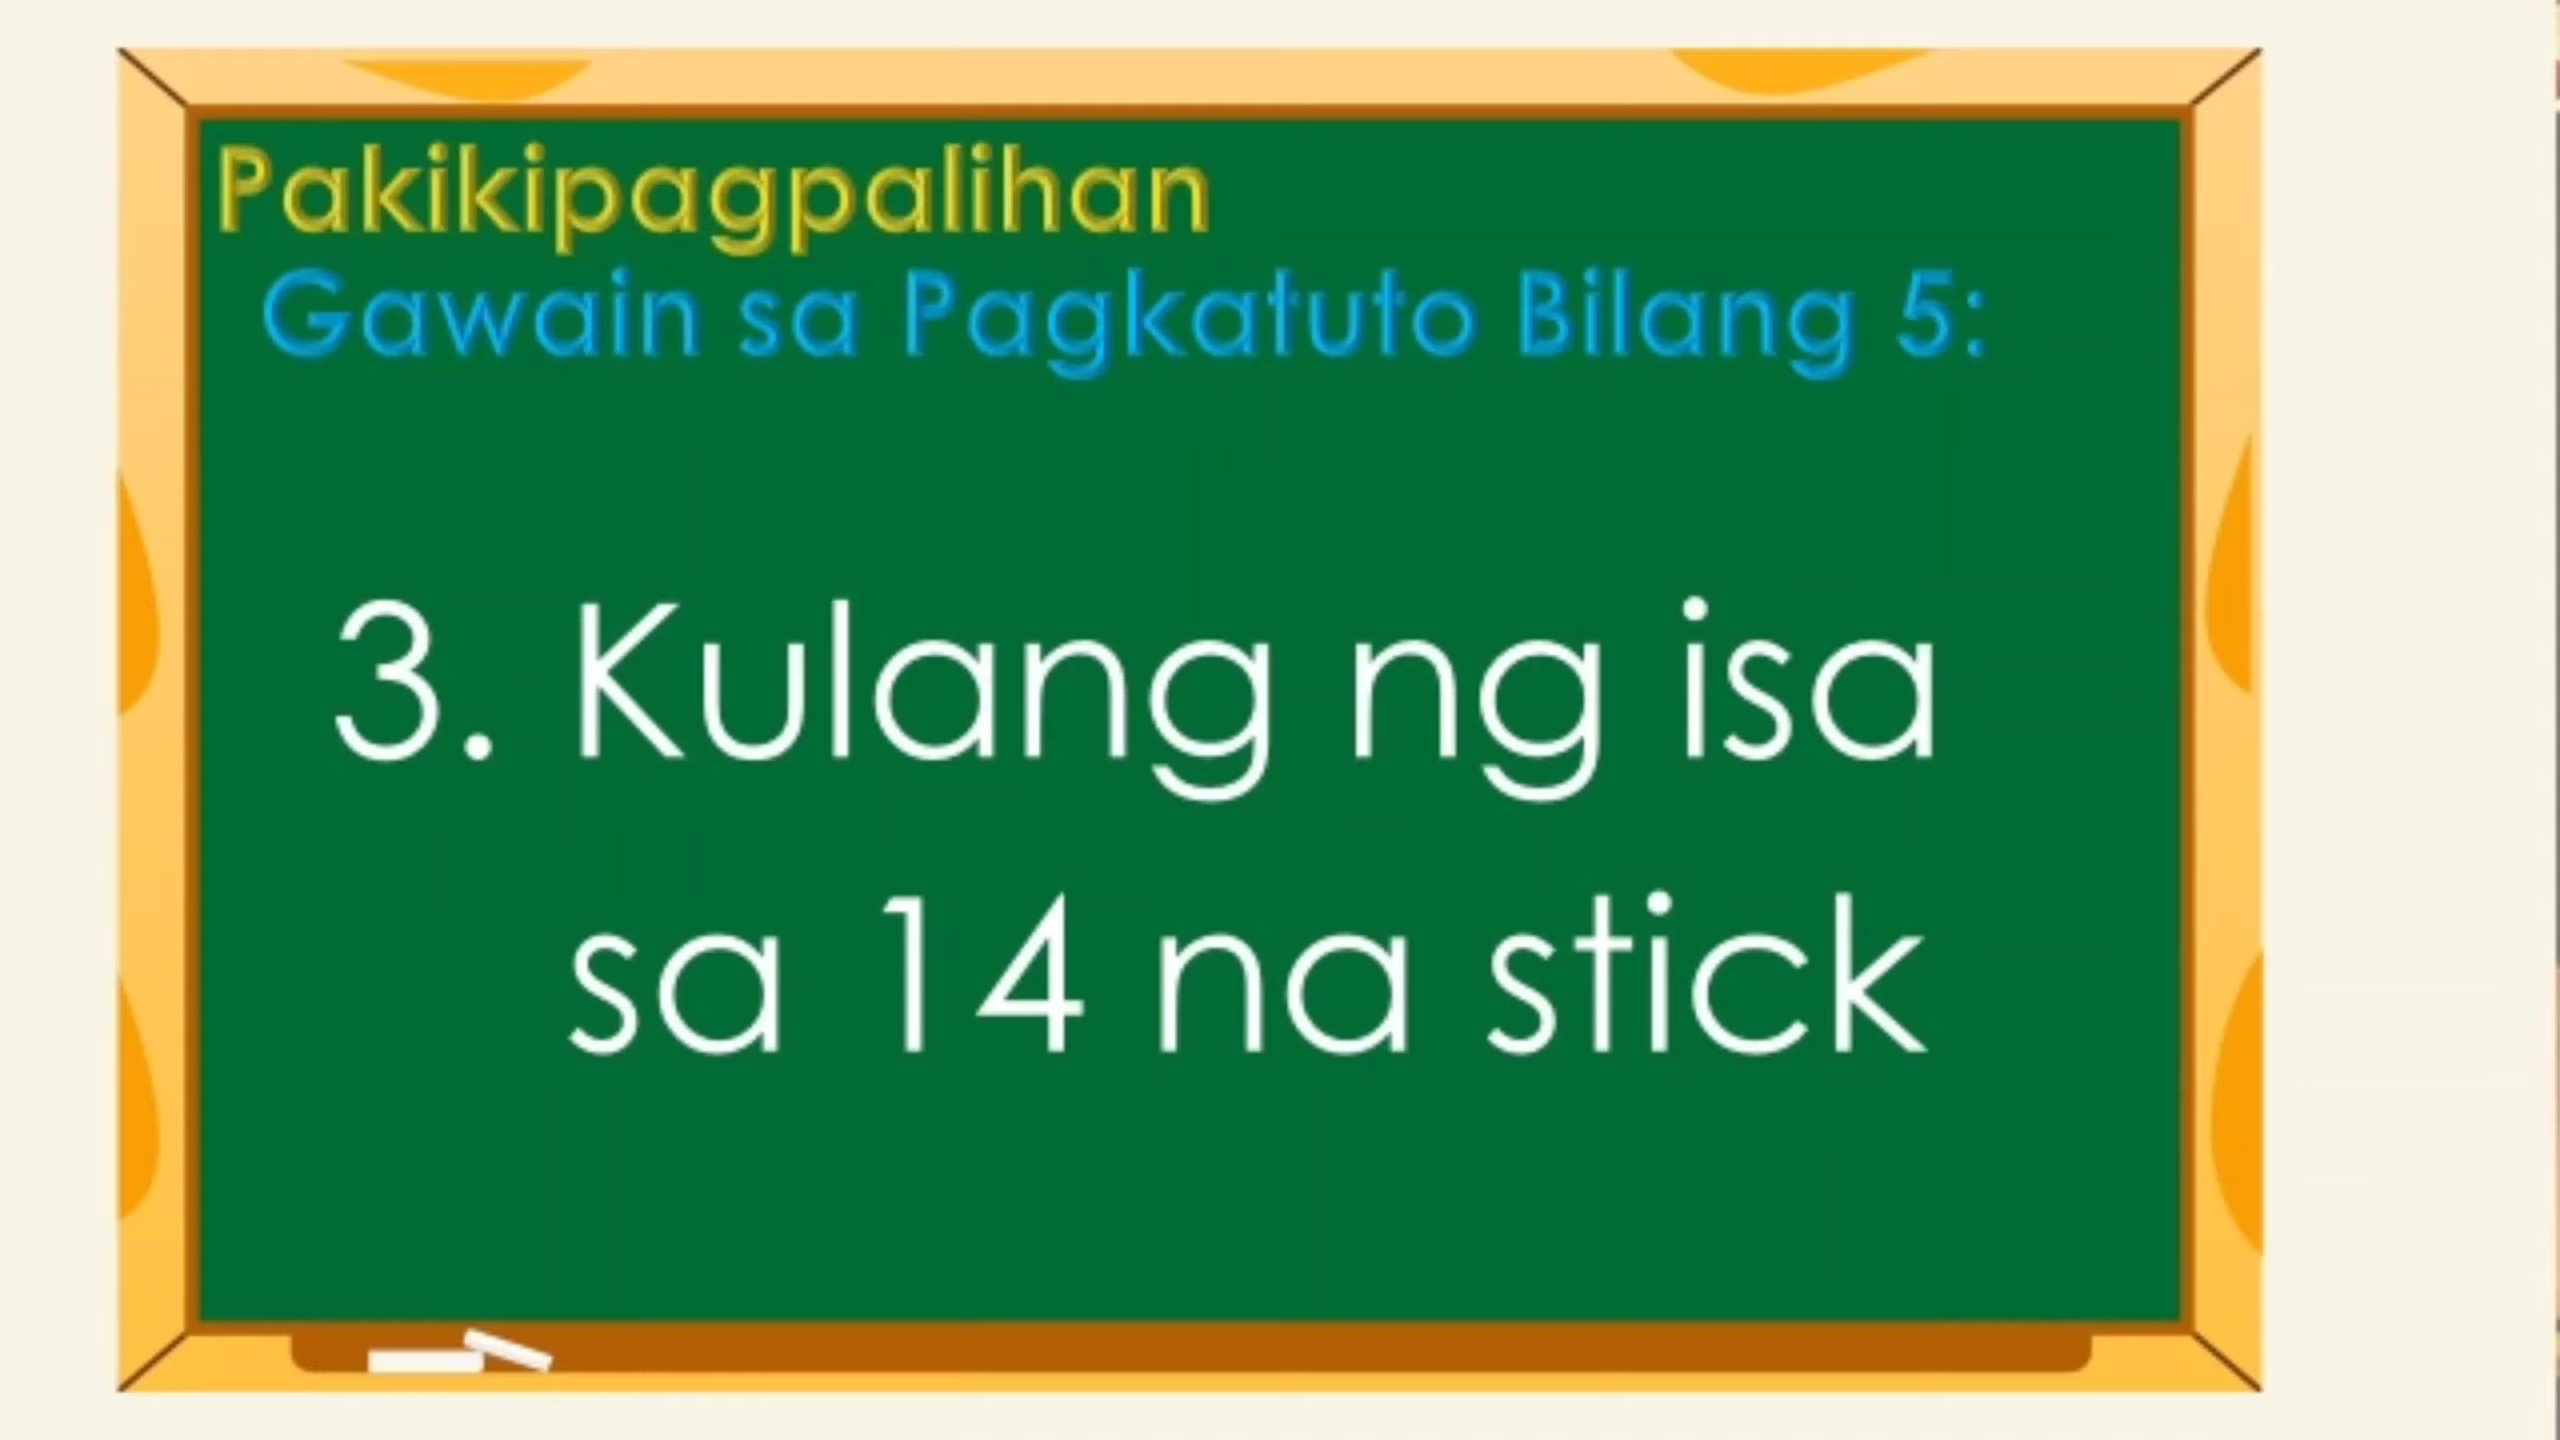 Pakikipagpalihan
Gawain sa Pagkatuto Bilang 5:
3. Kulang ng isa
sa 14 na stick